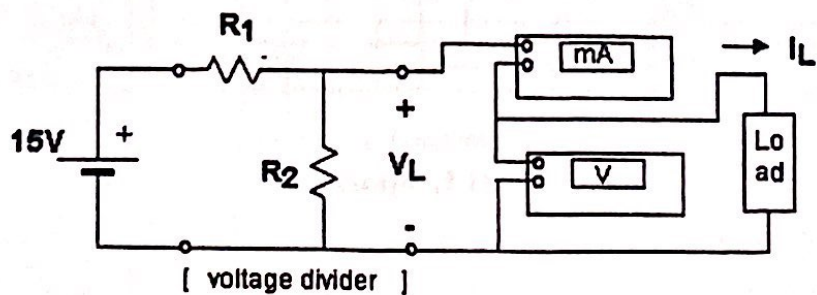 R1
mA
IL
+
15V
+
R2
VL
V
Lo
ad
-
[ voltage divider ]